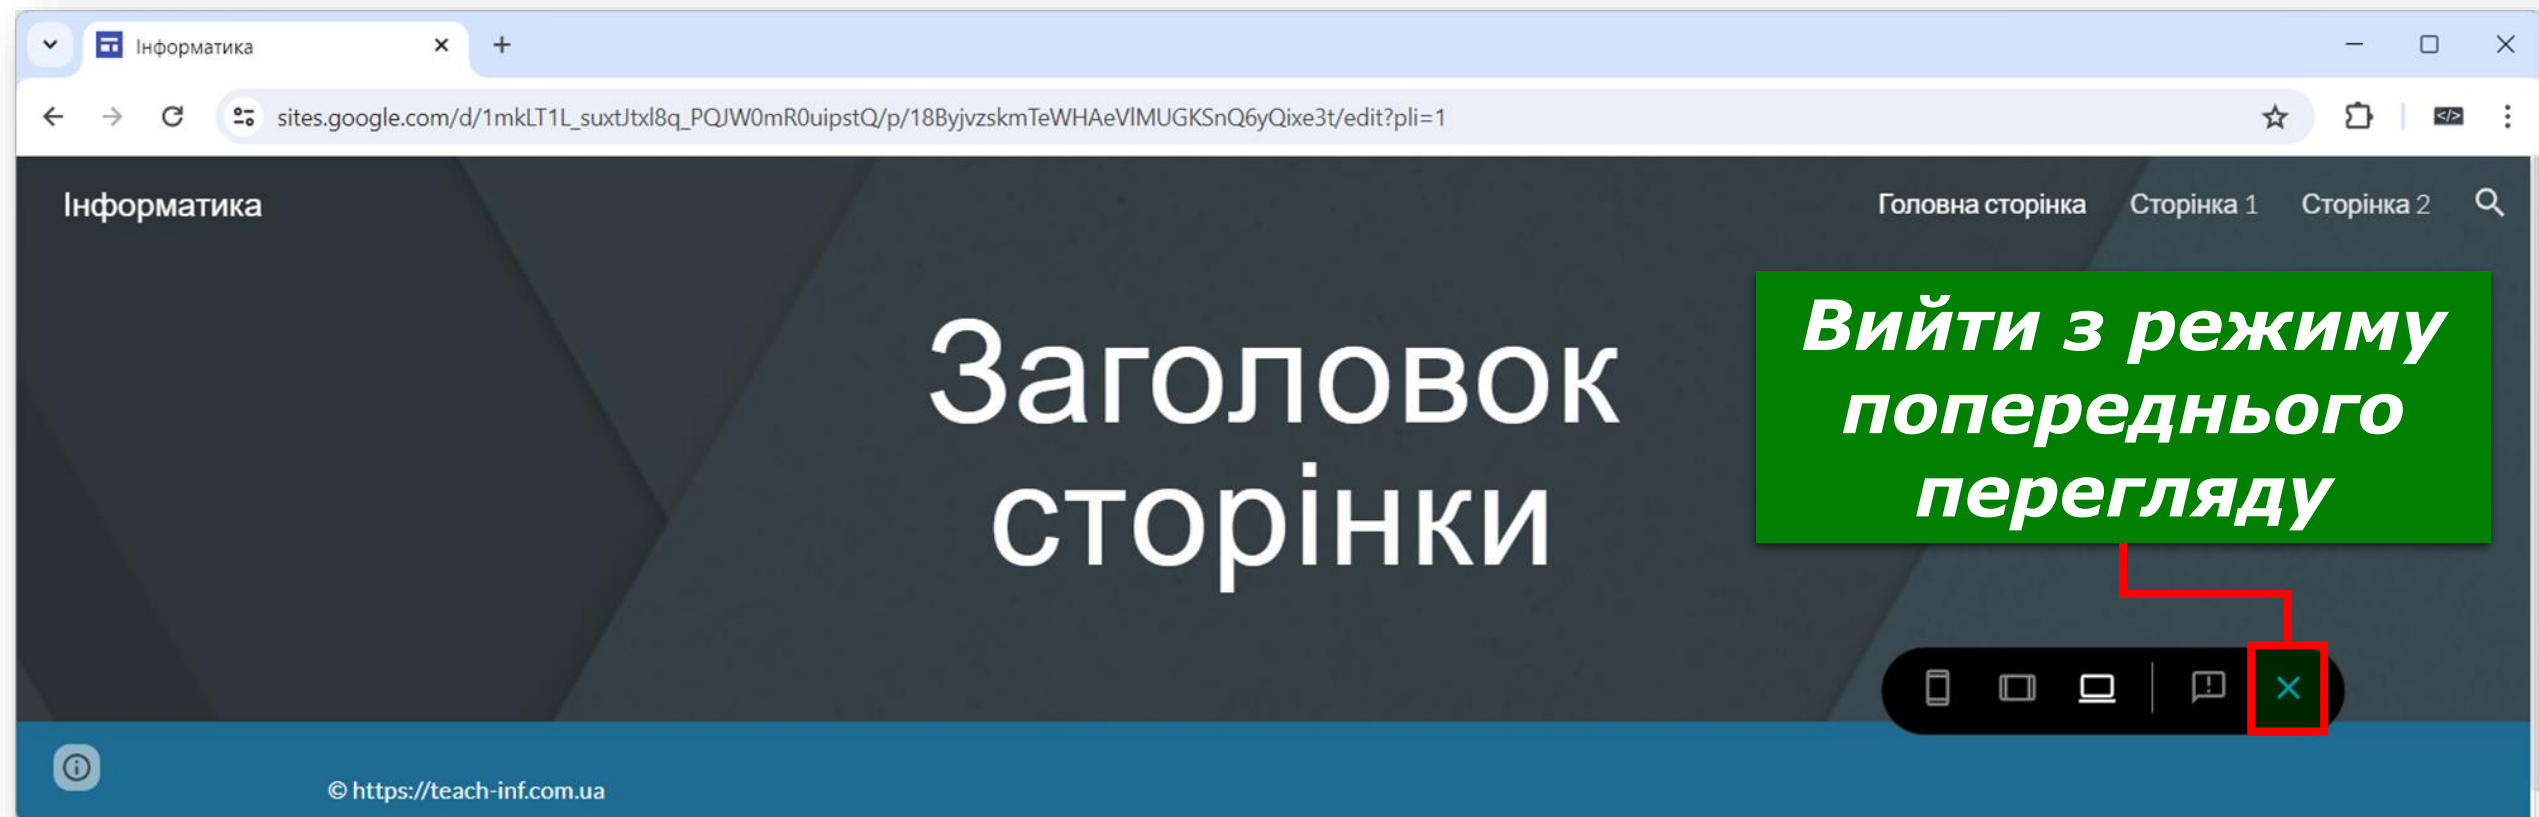 Інформатика
sites.google.com/d/1mkLT1L_suxtJtxl8q_PQJW0mR0uipstQ/p/18ByjvzskmTeWHAeVlMUGKSnQ6yQixe3t/edit?pli=1
Інформатика
Головна сторінка Сторінка 1 Сторінка 2
Заголовок
сторінки
Вийти з режиму
попереднього
перегляду
© https://teach-inf.com.ua